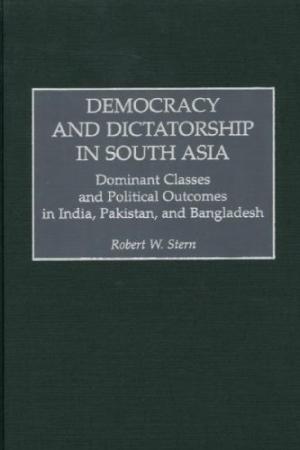 DEMOCRACY
AND DICTATORSHIP
IN SOUTH ASIA
Dominant Classes
and Political Outcomes
in India, Pakistan, and Bangladesh
Robert W. Stern